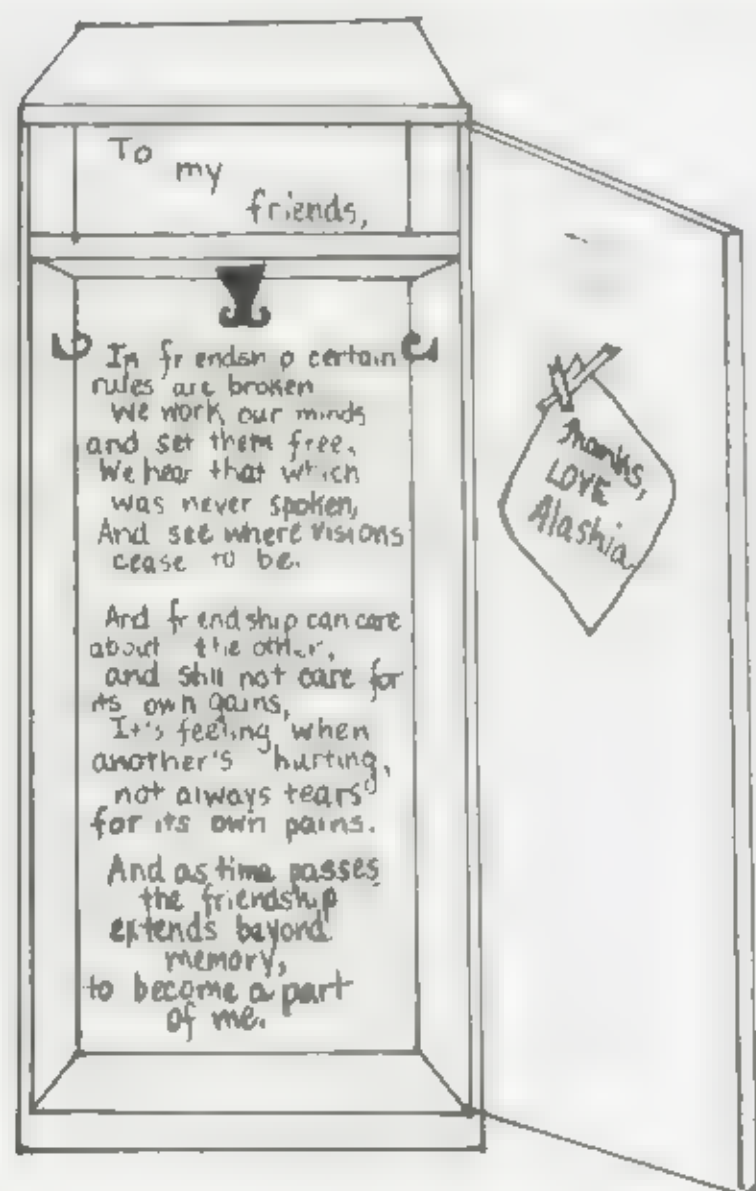 To
my
friends,
In friendship certain
rules are broken
We work our minds
and set them free.
We hear that which
was never spoken,
And see where visions
cease to be.
And friendship can care
about the other,
and still not care for
its own gains,
It's feeling when
another's hurting,
not always tears
for its own pains.
And as time passes
the friendship
extends beyond
memory,
to become a part
of me.
Thanks,
LOVE
Alashia